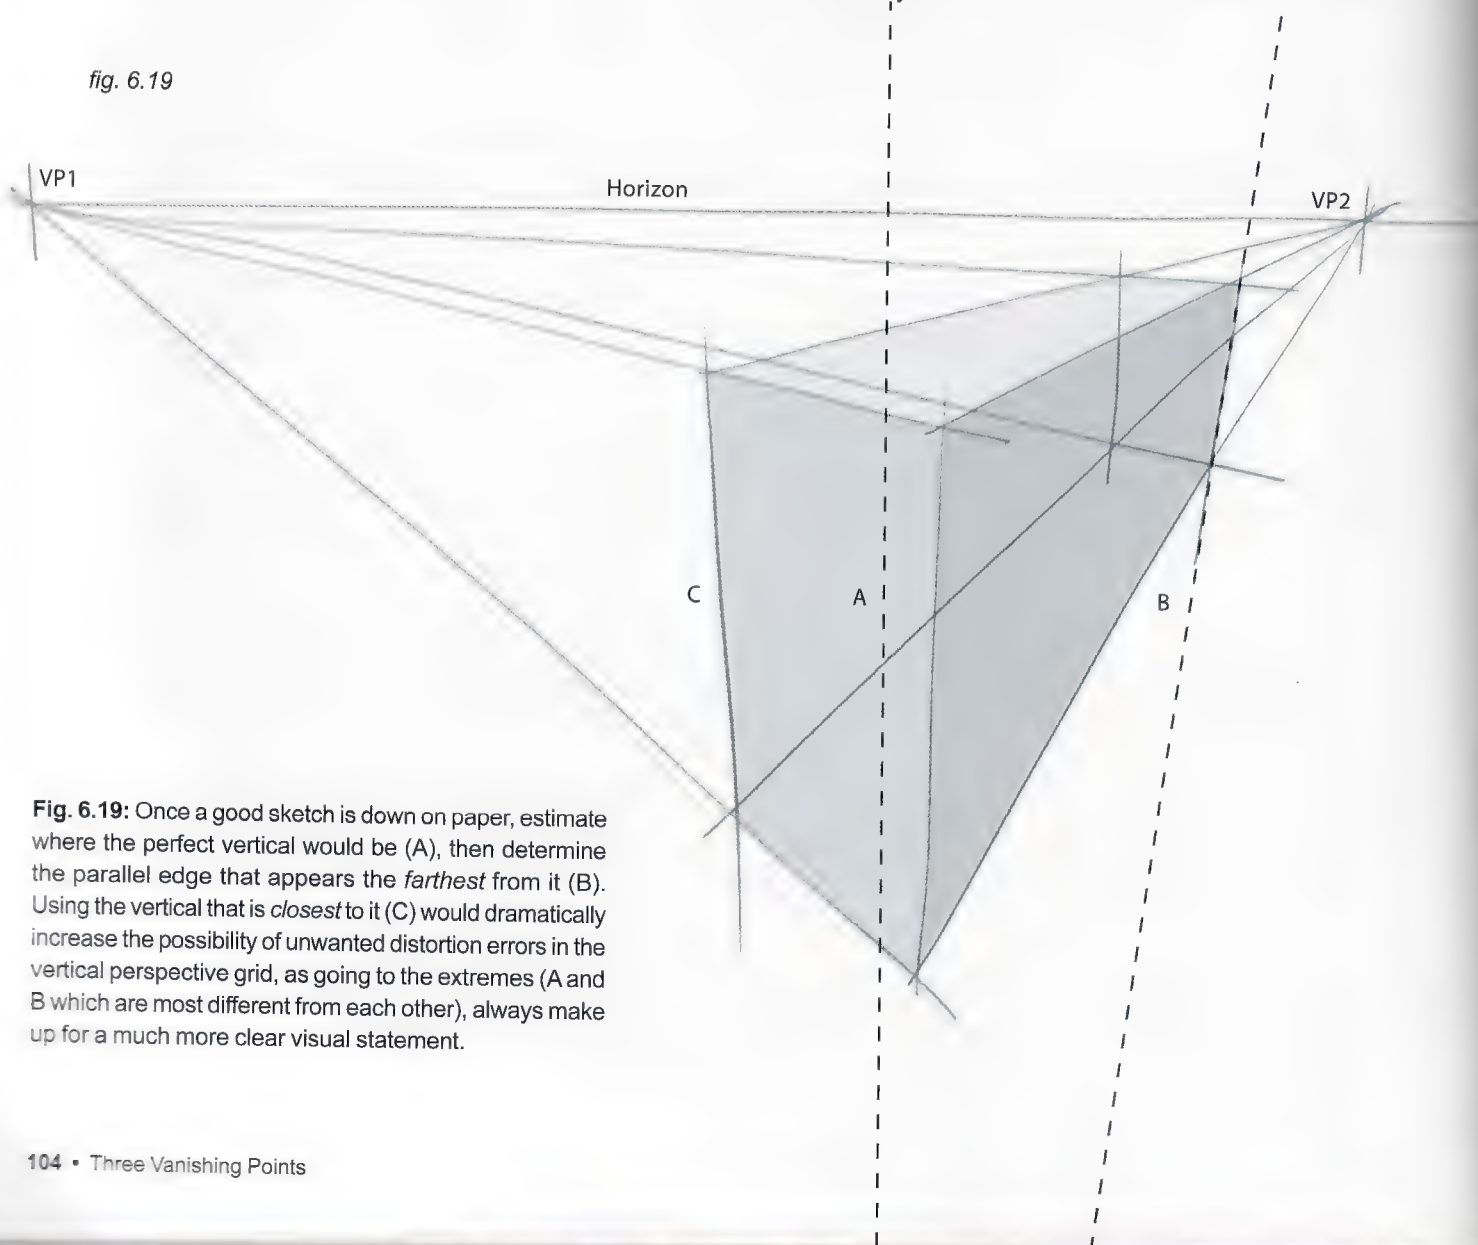 fig. 6.19
VP1
Horizon
VP2
C
A
B
Fig. 6.19: Once a good sketch is down on paper, estimate
where the perfect vertical would be (A), then determine
the parallel edge that appears the farthest from it (B).
Using the vertical that is closest to it (C) would dramatically
increase the possibility of unwanted distortion errors in the
vertical perspective grid, as going to the extremes (A and
B which are most different from each other), always make
up for a much more clear visual statement.
104 • Three Vanishing Points